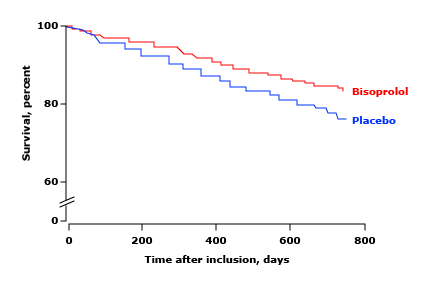 Survival, percent
100
80
60
0
Bisoprolol
Placebo
0 200 400 600 800
Time after inclusion, days